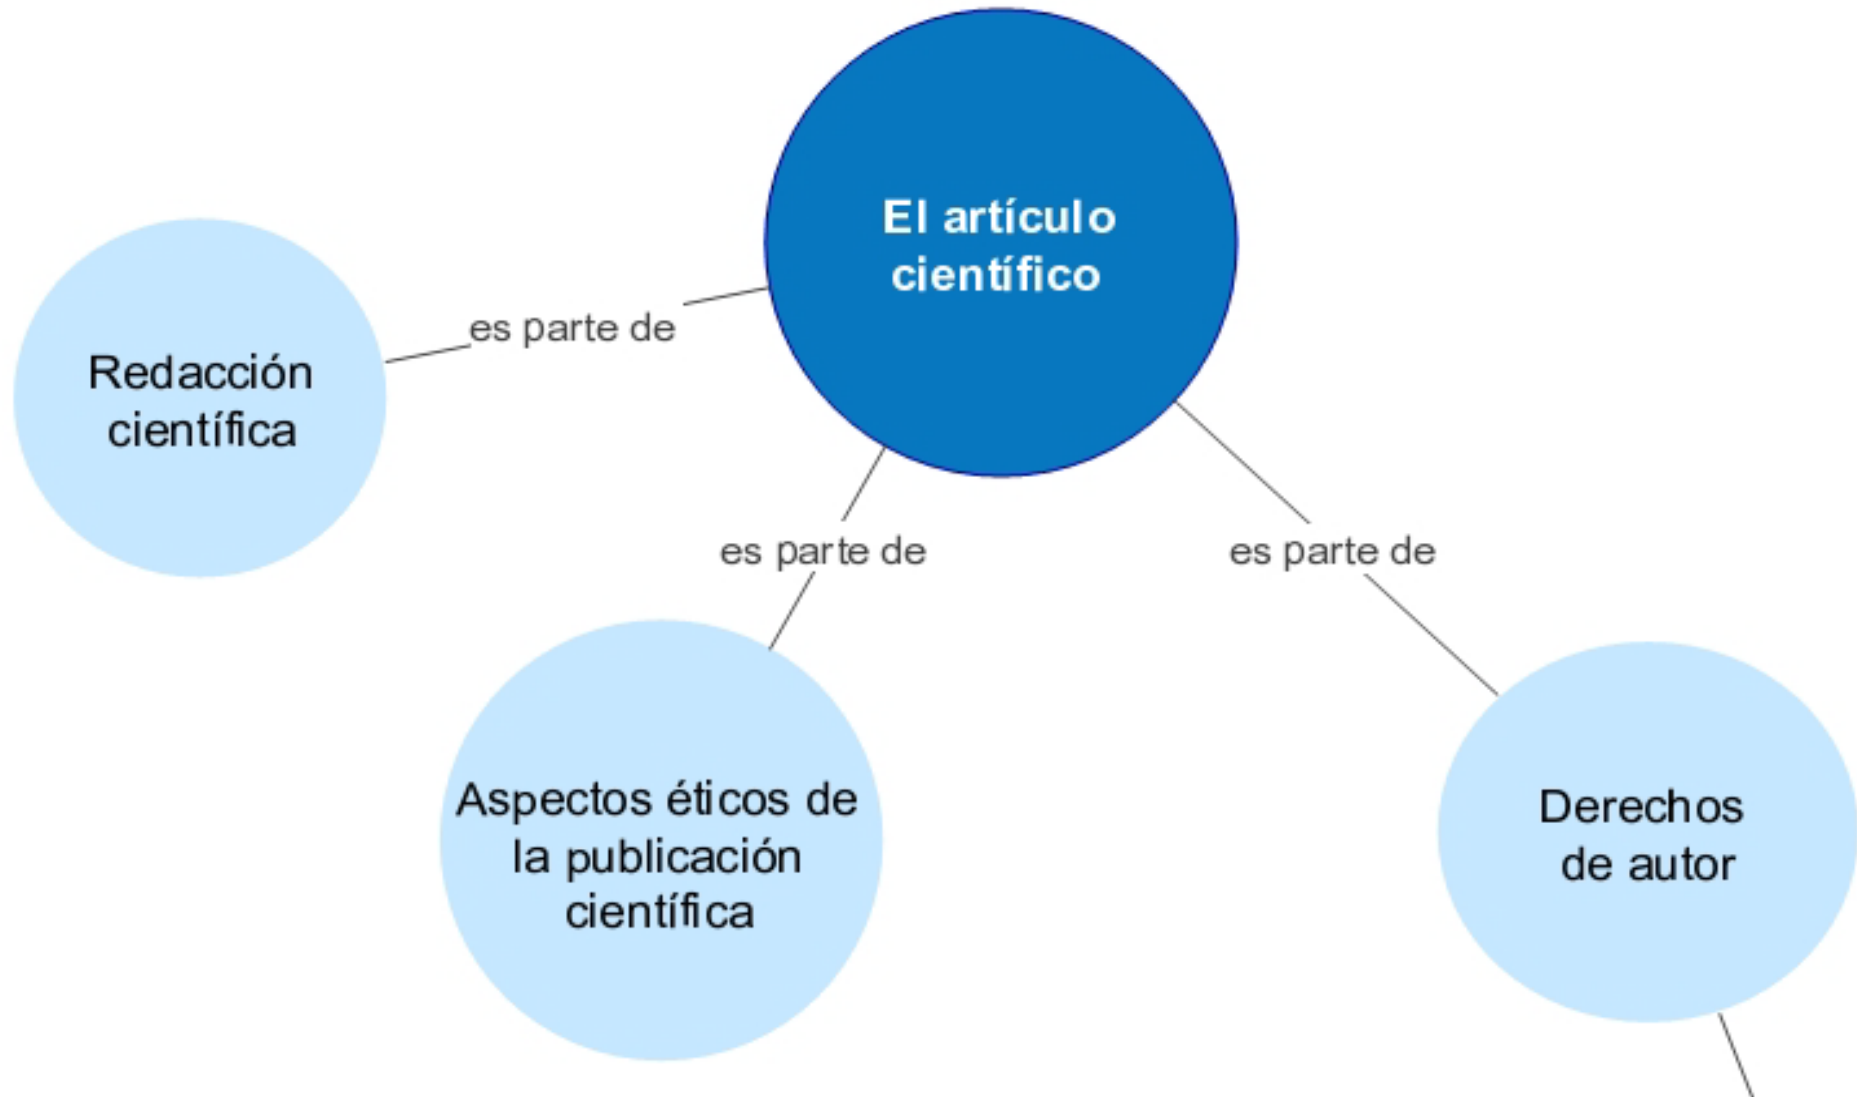 El artículo
científico
es parte de
Redacción
científica
es parte de
es parte de
Aspectos éticos de
la publicación
científica
Derechos
de autor